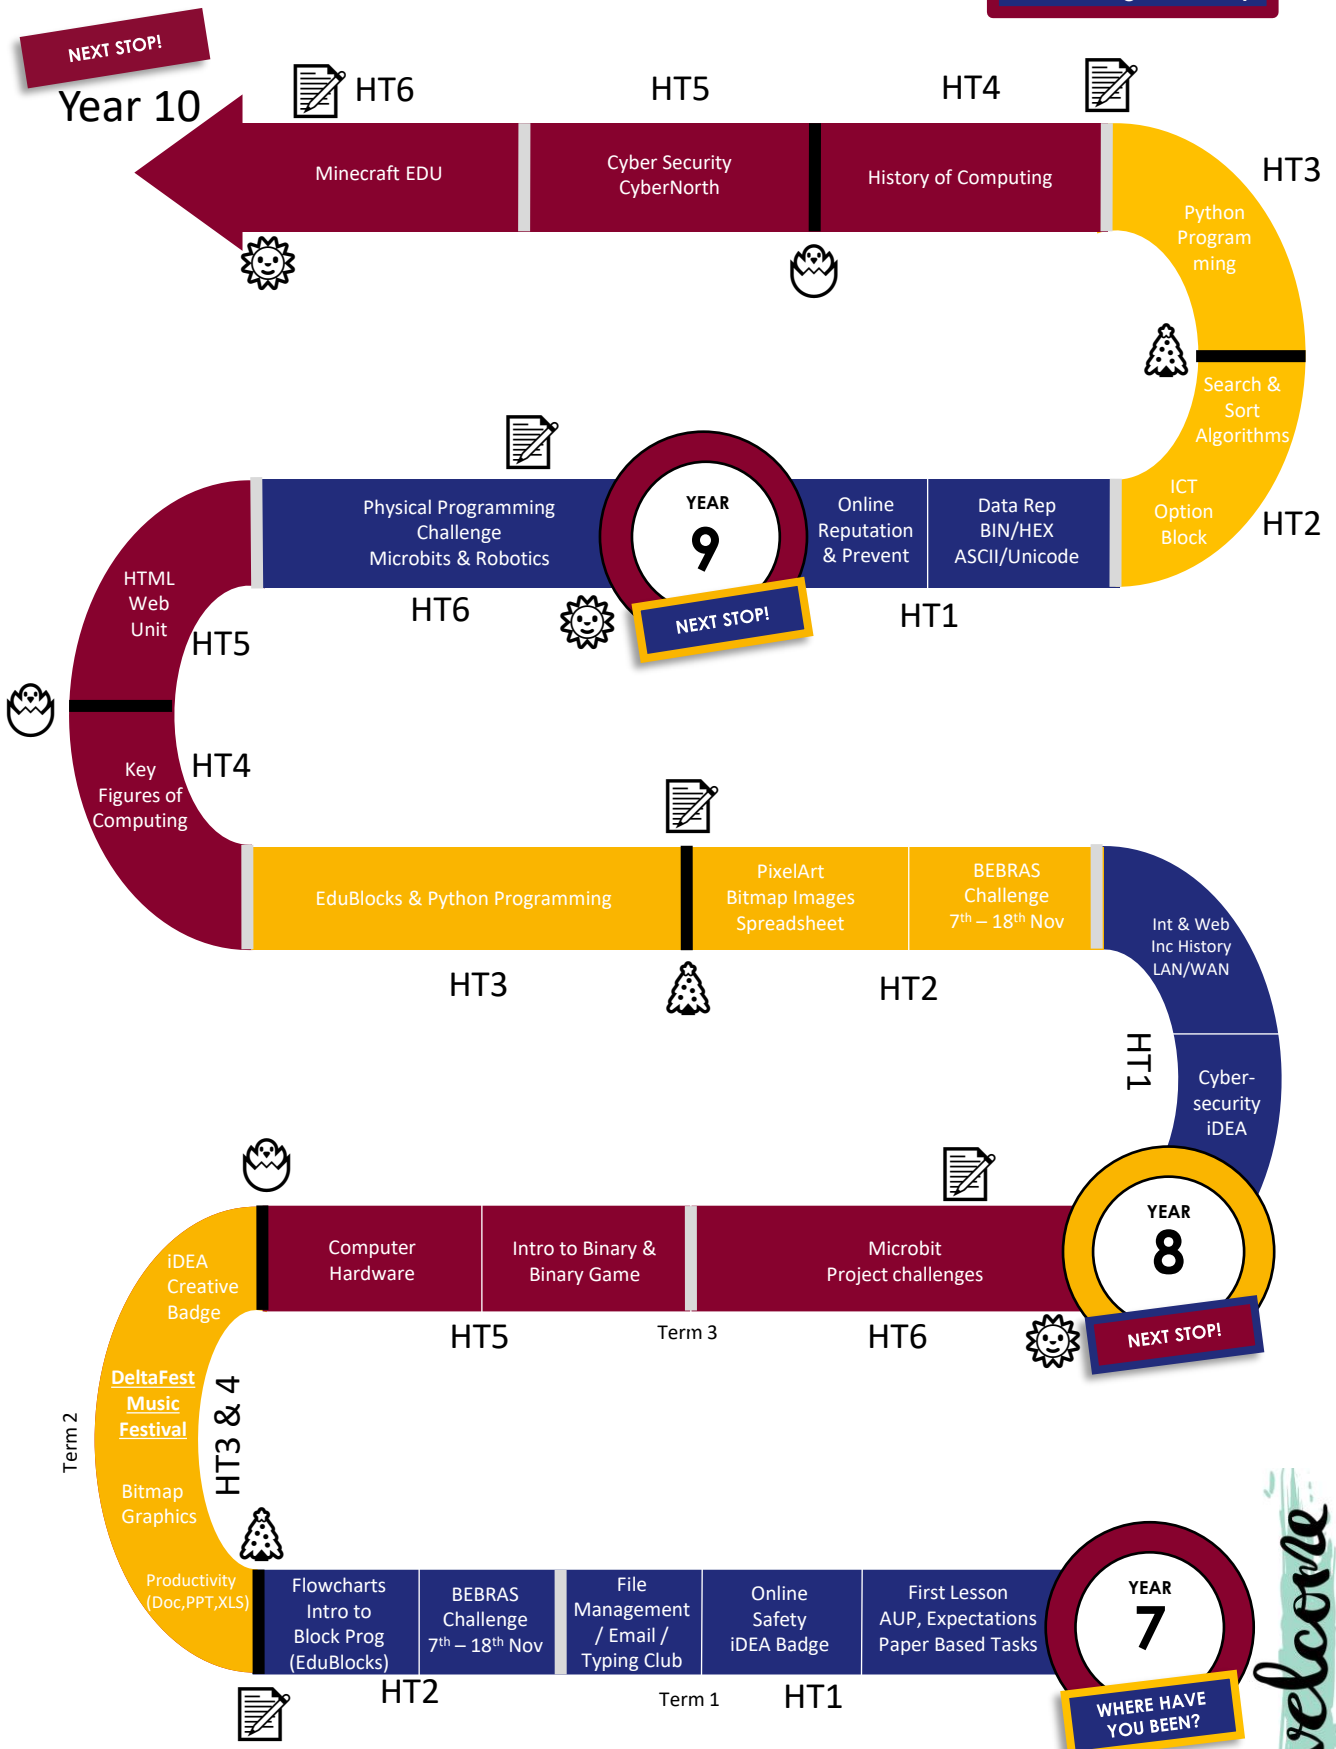 NEXT STOP!
Year 10
HT6
HT5
HT4
HT3
Minecraft EDU
Cyber Security
CyberNorth
History of Computing
Python
Program
ming
Search &
Sort
Algorithms
ICT
Option
Block
HT2
Physical Programming
Challenge
Microbits & Robotics
YEAR
9
NEXT STOP!
Online
Reputation
& Prevent
Data Rep
BIN/HEX
ASCII/Unicode
HT6
HT1
HTML
Web
Unit
HT5
HT4
Key
Figures of
Computing
EduBlocks & Python Programming
PixelArt
Bitmap Images
Spreadsheet
BEBRAS
Challenge
7th – 18th Nov
Int & Web
Inc History
LAN/WAN
HT3
HT2
HT1
Cyber-
security
iDEA
YEAR
8
NEXT STOP!
iDEA
Creative
Badge
Computer
Hardware
Intro to Binary &
Binary Game
Microbit
Project challenges
HT5
Term 3
HT6
DeltaFest
Music
Festival
Term 2
HT3 & 4
Bitmap
Graphics
Productivity
(Doc,PPT,XLS)
Flowcharts
Intro to
Block Prog
(EduBlocks)
BEBRAS
Challenge
7th – 18th Nov
File
Management
/ Email /
Typing Club
Online
Safety
iDEA Badge
First Lesson
AUP, Expectations
Paper Based Tasks
YEAR
7
WHERE HAVE
YOU BEEN?
HT2
Term 1
HT1
welcome